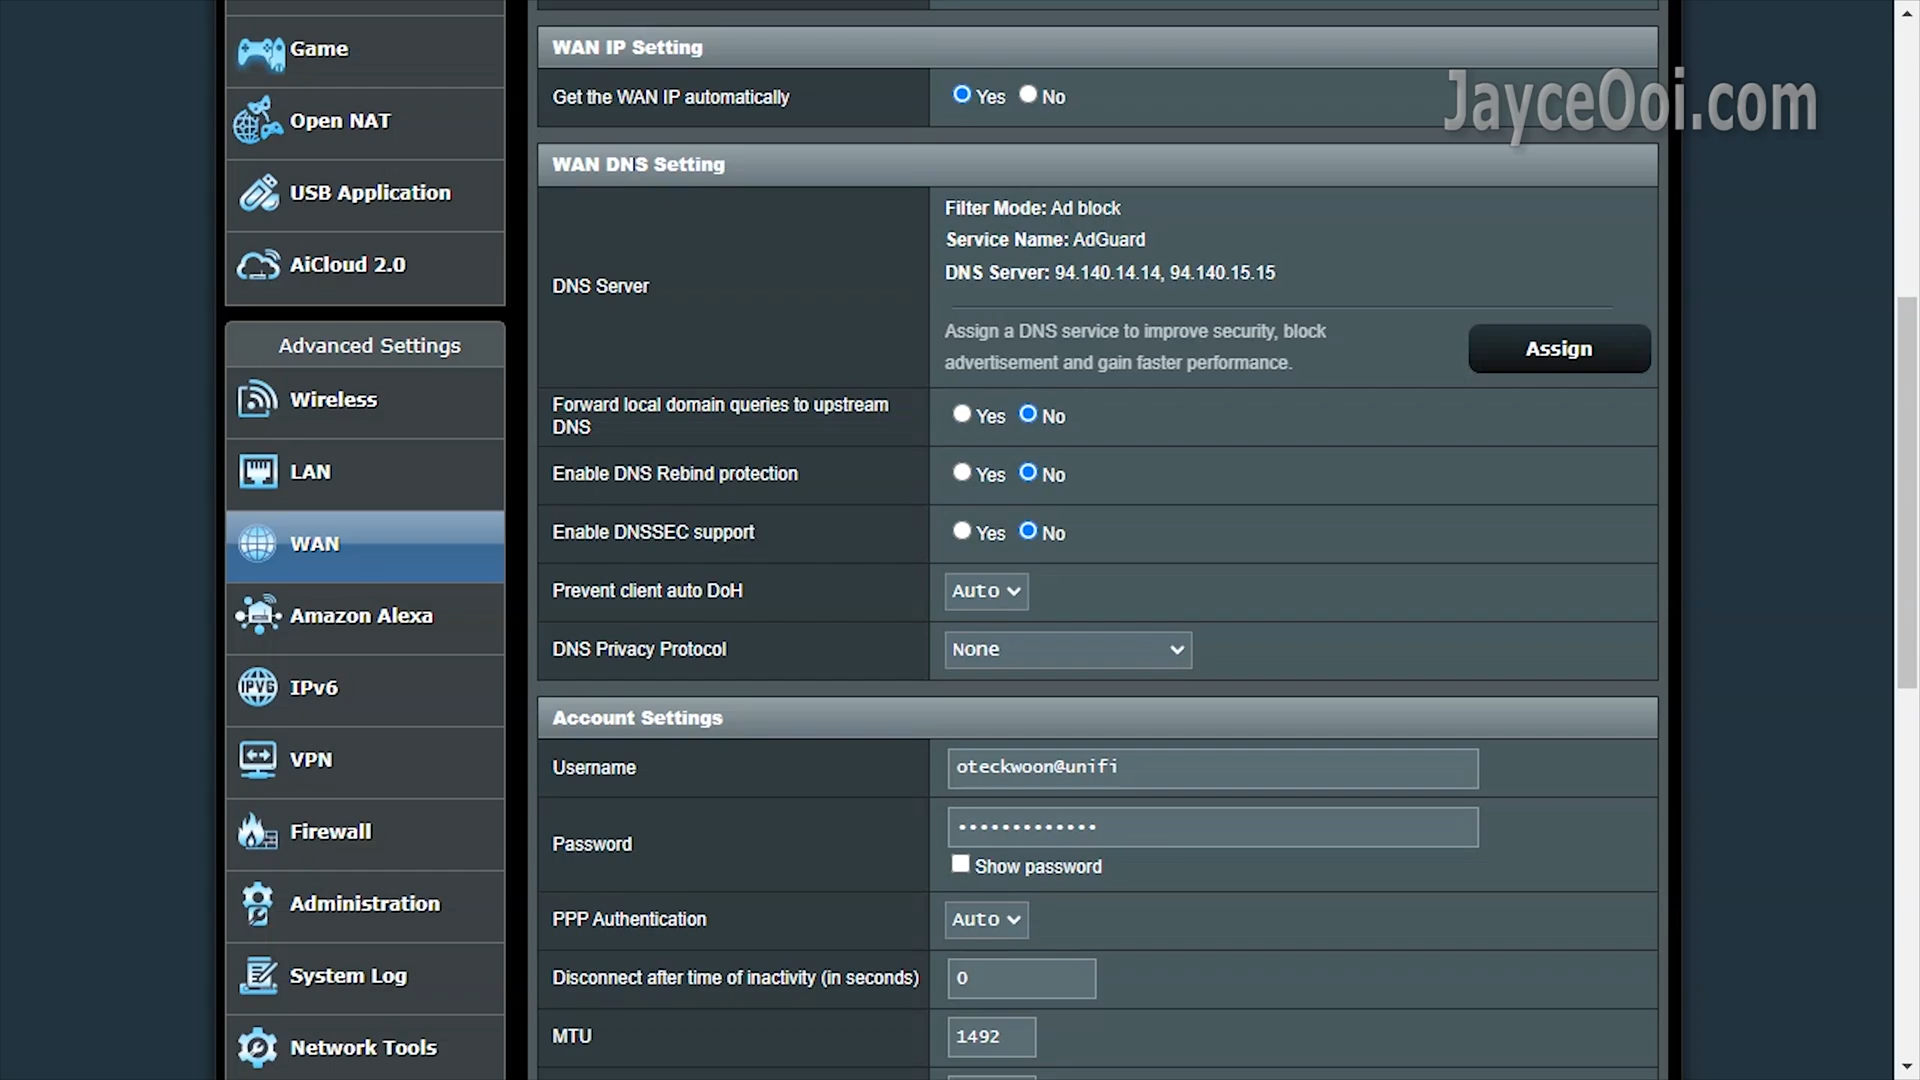 Game
Open NAT
USB Application
AiCloud 2.0
Advanced Settings
Wireless
LAN
WAN
Amazon Alexa
IPv6
VPN
Firewall
Administration
System Log
Network Tools
JayceOoi.com
WAN IP Setting
Get the WAN IP automatically Yes No
WAN DNS Setting
DNS Server
Filter Mode: Ad block
Service Name: AdGuard
DNS Server: 94.140.14.14, 94.140.15.15
Assign a DNS service to improve security, block
advertisement and gain faster performance.
Assign
Forward local domain queries to upstream
DNS
Yes No
Enable DNS Rebind protection Yes No
Enable DNSSEC support Yes No
Prevent client auto DoH Auto
DNS Privacy Protocol None
Account Settings
Username oteckwoon@unifi
Password •••••••••••••
Show password
PPP Authentication Auto
Disconnect after time of inactivity (in seconds) 0
MTU 1492
IPV6